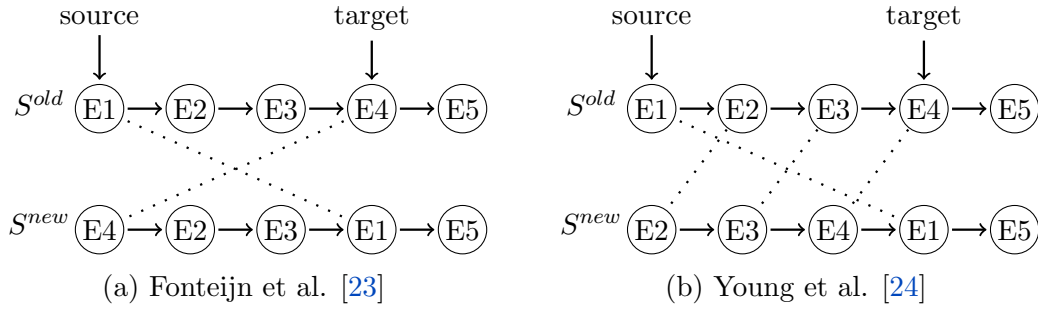 source target
S^old E1 E2 E3 E4 E5
S^new E4 E2 E3 E1 E5
(a) Fonteijn et al. [23]
source target
S^old E1 E2 E3 E4 E5
S^new E2 E3 E4 E1 E5
(b) Young et al. [24]